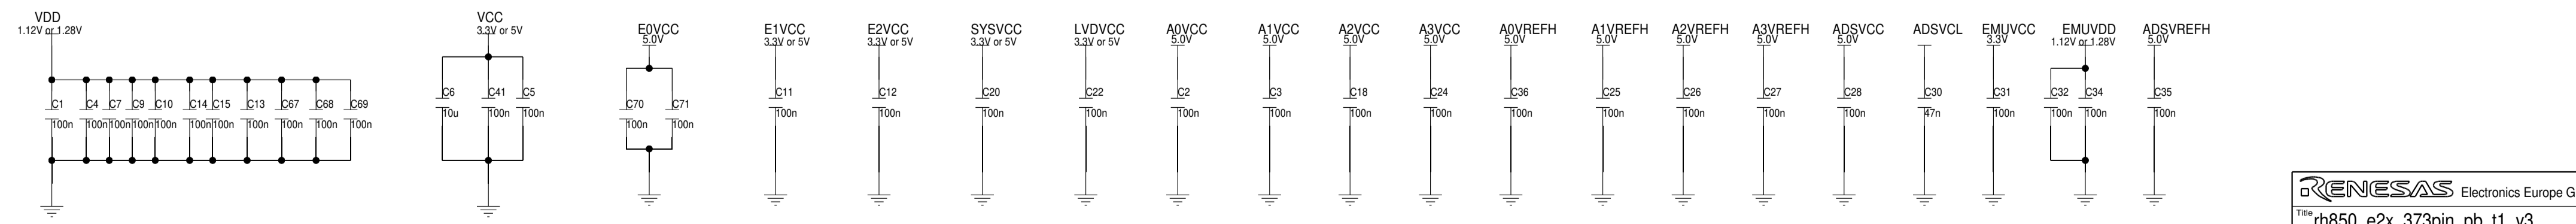 VDD
1.12V or 1.28V
VCC
3.3V or 5V
E0VCC
5.0V
E1VCC
3.3V or 5V
E2VCC
3.3V or 5V
SYSVCC
3.3V or 5V
LVDVCC
3.3V or 5V
A0VCC
5.0V
A1VCC
5.0V
A2VCC
5.0V
A3VCC
5.0V
A0VREFH
5.0V
A1VREFH
5.0V
A2VREFH
5.0V
A3VREFH
5.0V
ADSVCC
5.0V
ADSVCL
EMUVCC
3.3V
EMUVDD
1.12V or 1.28V
ADSVREFH
5.0V
C1
100n
C4
100n
C7
100n
C9
100n
C10
100n
C14
100n
C15
100n
C13
100n
C67
100n
C68
100n
C69
100n
C6
10u
C41
100n
C5
100n
C70
100n
C71
100n
C11
100n
C12
100n
C20
100n
C22
100n
C2
100n
C3
100n
C18
100n
C24
100n
C36
100n
C25
100n
C26
100n
C27
100n
C28
100n
C30
47n
C31
100n
C32
100n
C34
100n
C35
100n
RENESAS Electronics Europe G
Title rh850_e2x_373pin_pb_t1_v3